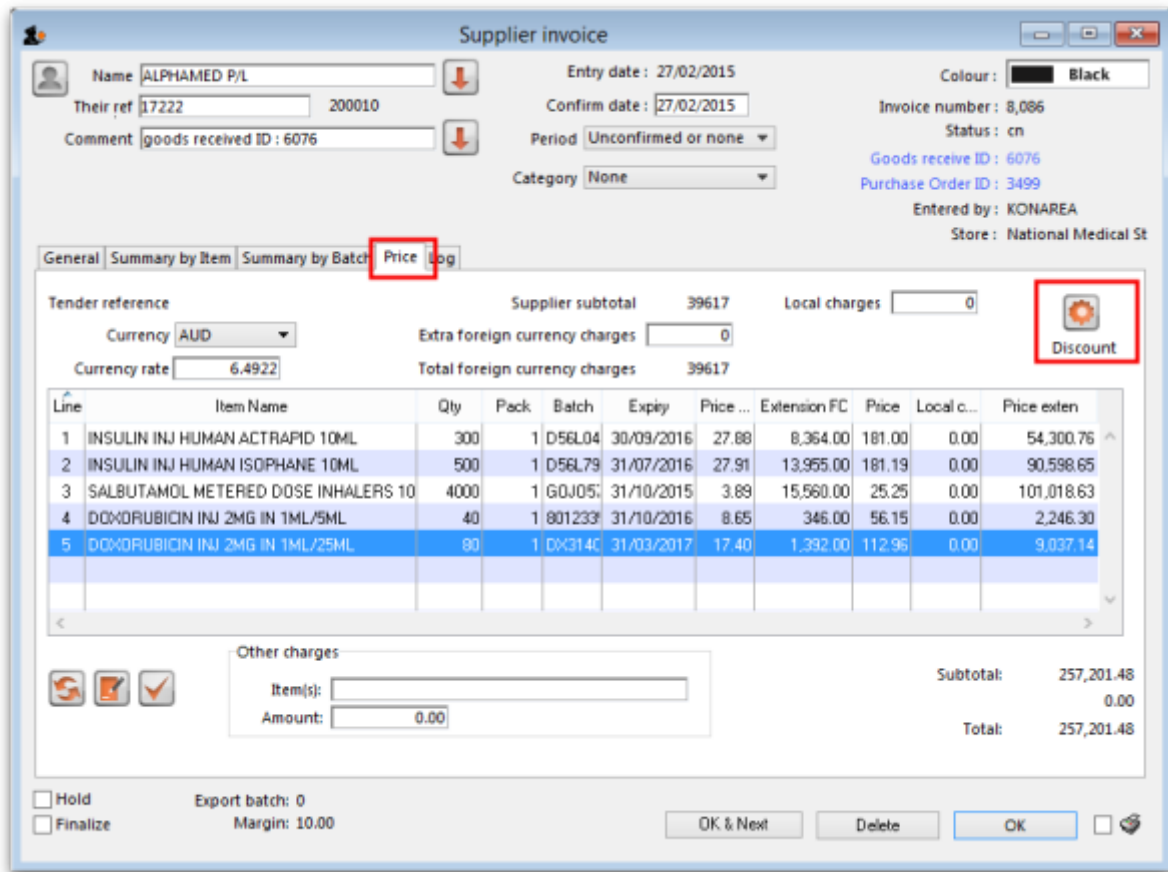 Supplier invoice
Name ALPHAMED P/L Entry date : 27/02/2015 Colour : Black
Their ref 17222 200010 Confirm date : 27/02/2015 Invoice number : 8,086
Comment goods received ID : 6076 Period Unconfirmed or none Status : cn
Goods receive ID : 6076
Category None Purchase Order ID : 3499
Entered by : KONAREA
Store : National Medical St
General Summary by Item Summary by Batch Price Log
Tender reference Supplier subtotal 39617 Local charges 0
Currency AUD Extra foreign currency charges 0
Discount
Currency rate 6.4922 Total foreign currency charges 39617
Line Item Name Qty Pack Batch Expiry Price ... Extension FC Price Local c... Price exten
1 INSULIN INJ HUMAN ACTRAPID 10ML 300 1 D56L04 30/09/2016 27.88 8,364.00 181.00 0.00 54,300.76
2 INSULIN INJ HUMAN ISOPHANE 10ML 500 1 D56L79 31/07/2016 27.91 13,955.00 181.19 0.00 90,598.65
3 SALBUTAMOL METERED DOSE INHALERS 10 4000 1 31/10/2015 3.89 15,560.00 25.25 0.00 101,018.63
4 DOXORUBICIN INJ 2MG IN 1ML/5ML 40 1 31/10/2016 8.65 346.00 56.15 0.00 2,246.30
5 DOXORUBICIN INJ 2MG IN 1ML/25ML 80 1 31/03/2017 17.40 1,392.00 112.96 0.00 9,037.14
Other charges
Item(s): Subtotal: 257,201.48
0.00
Amount: 0.00 Total: 257,201.48
Hold Export batch: 0
Finalize Margin: 10.00 OK & Next Delete OK